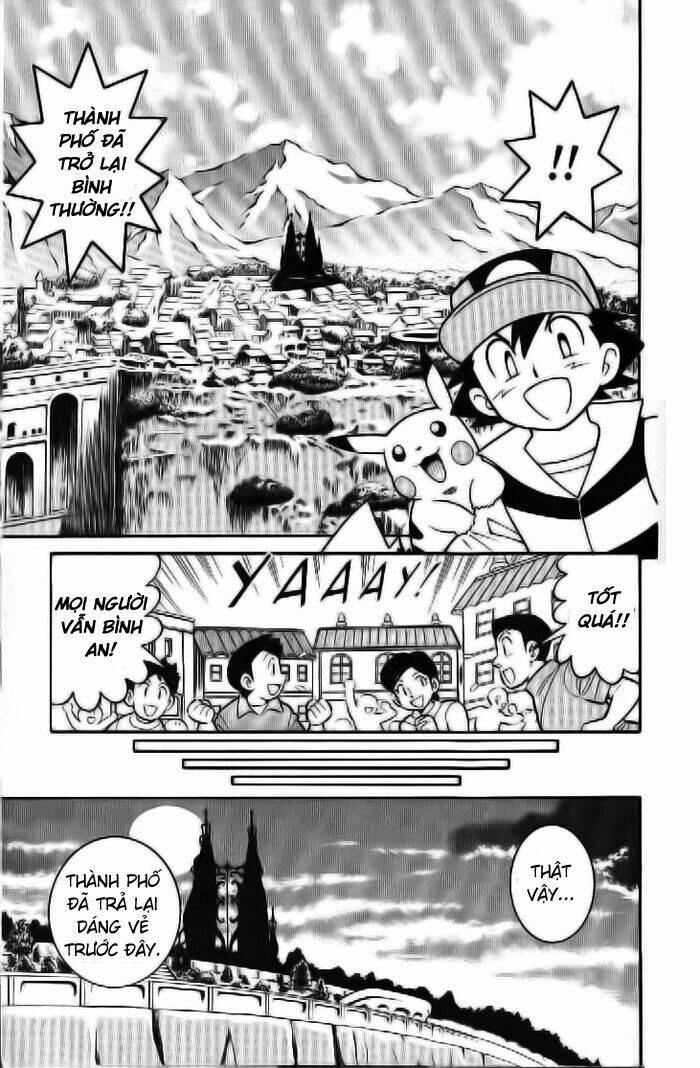 !!
THÀNH
PHỐ ĐÃ
TRỞ LẠI
BÌNH
THƯỜNG!!
TỐT
QUÁ!!
YAAAY!
MỌI NGƯỜI
VẪN BÌNH
AN!
THẬT
VẬY...
THÀNH PHỐ
ĐÃ TRẢ LẠI
DÁNG VẺ
TRƯỚC ĐÂY.